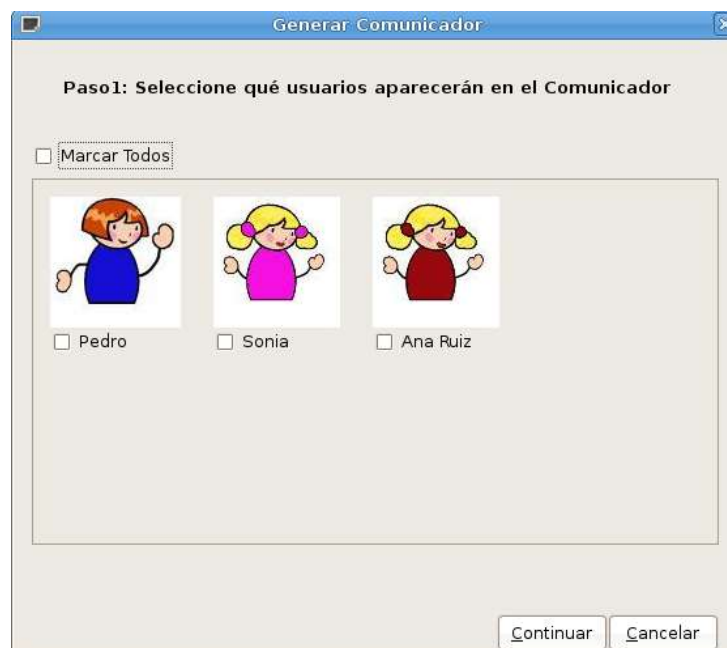 Generar Comunicador
Paso1: Seleccione qué usuarios aparecerán en el Comunicador
Marcar Todos
Pedro
Sonia
Ana Ruiz
Continuar
Cancelar